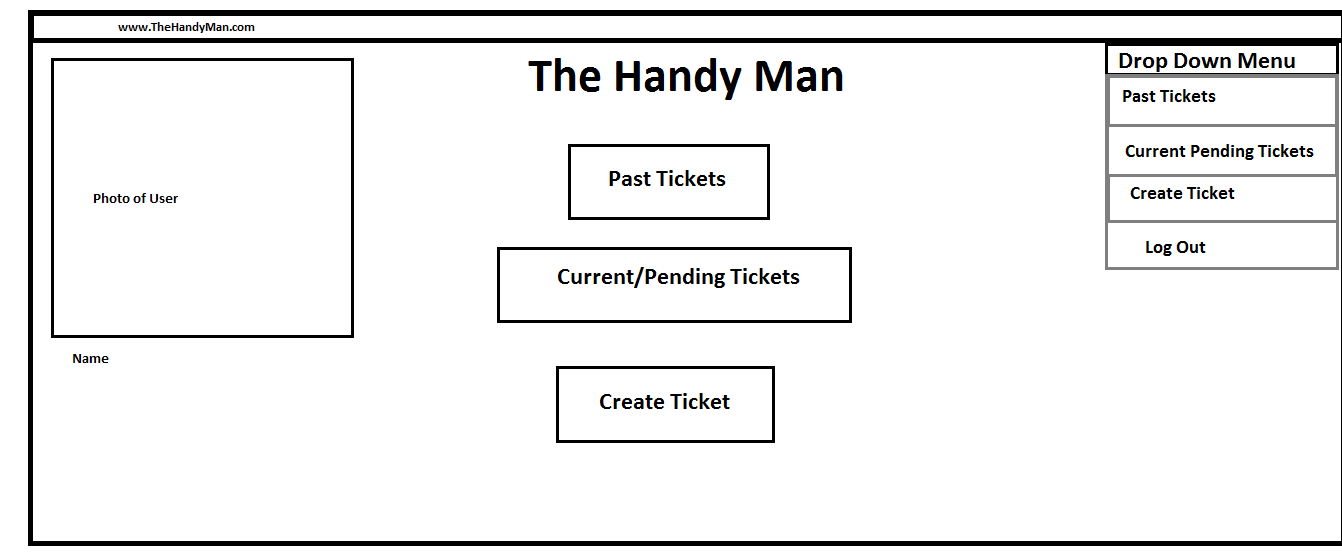 www.TheHandyMan.com
The Handy Man
Drop Down Menu
Past Tickets
Current Pending Tickets
Create Ticket
Log Out
Photo of User
Name
Past Tickets
Current/Pending Tickets
Create Ticket